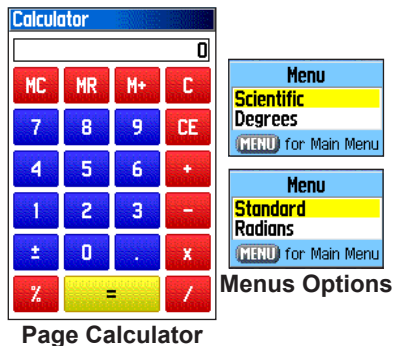 Calculator
0
MC MR M+ C
7 8 9 CE
4 5 6 +
1 2 3 -
± 0 . x
% = /
Page Calculator
Menu
Scientific
Degrees
MENU for Main Menu
Menu
Standard
Radians
MENU for Main Menu
Menus Options